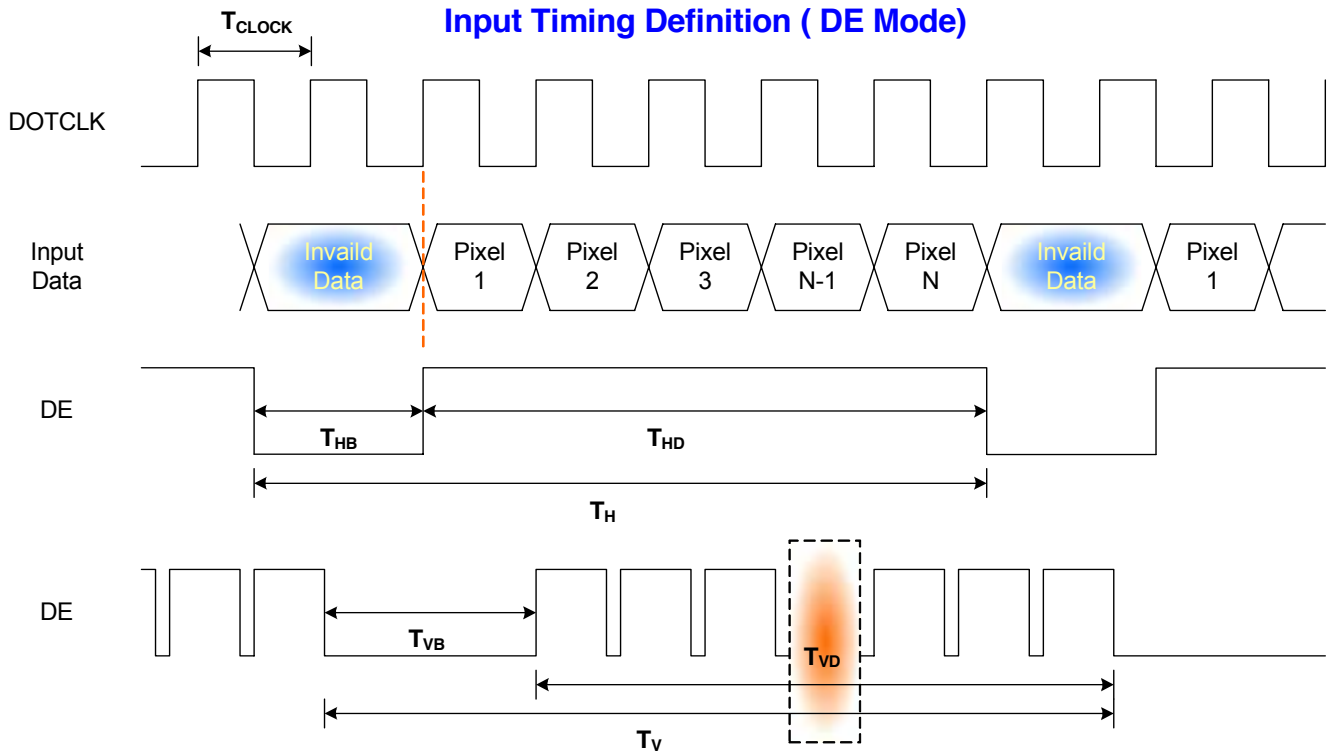 Input Timing Definition ( DE Mode)
TCLOCK
DOTCLK
Input
Data
Invaild
Data
Pixel
1
Pixel
2
Pixel
3
Pixel
N-1
Pixel
N
Invaild
Data
Pixel
1
DE
THB
THD
TH
DE
TVB
TVD
TV